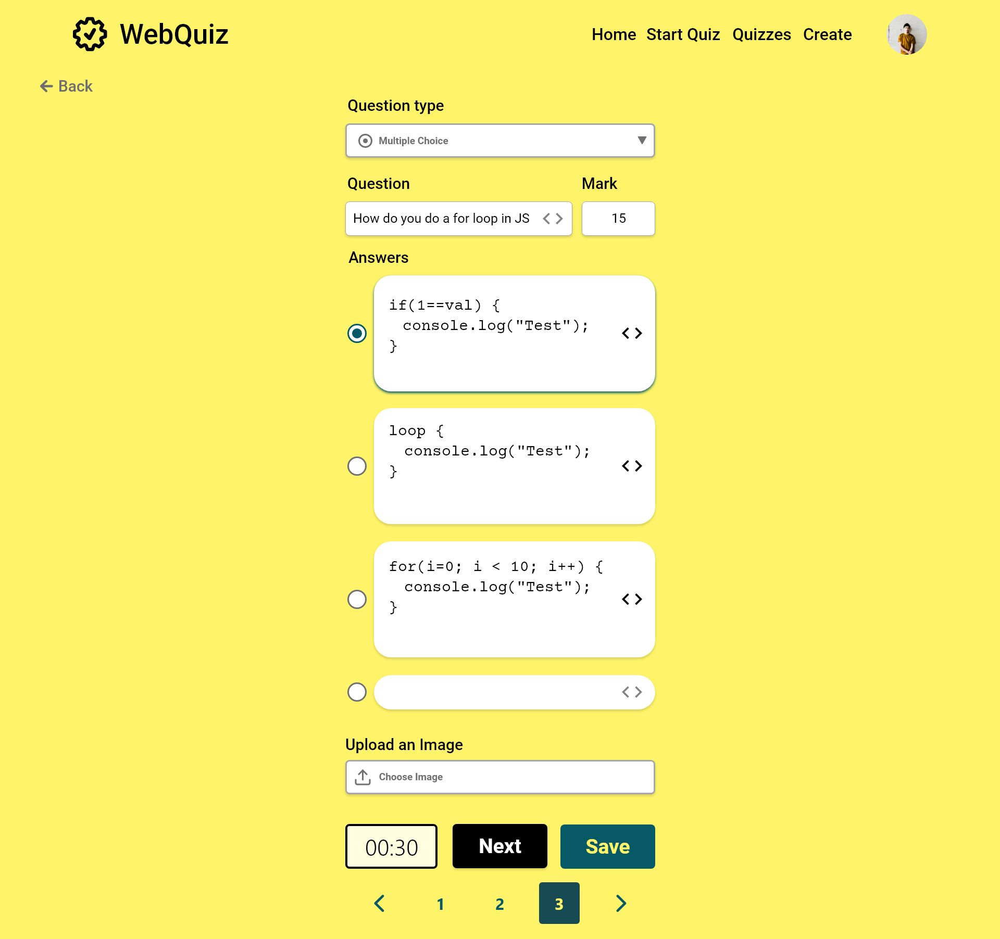 WebQuiz
Home Start Quiz Quizzes Create
Back
Question type
Multiple Choice
Question Mark
How do you do a for loop in JS < > 15
Answers
if(1==val) {
console.log("Test");
}
< >
loop {
console.log("Test");
}
< >
for(i=0; i < 10; i++) {
console.log("Test");
}
< >
< >
Upload an Image
Choose Image
00:30 Next Save
1 2 3